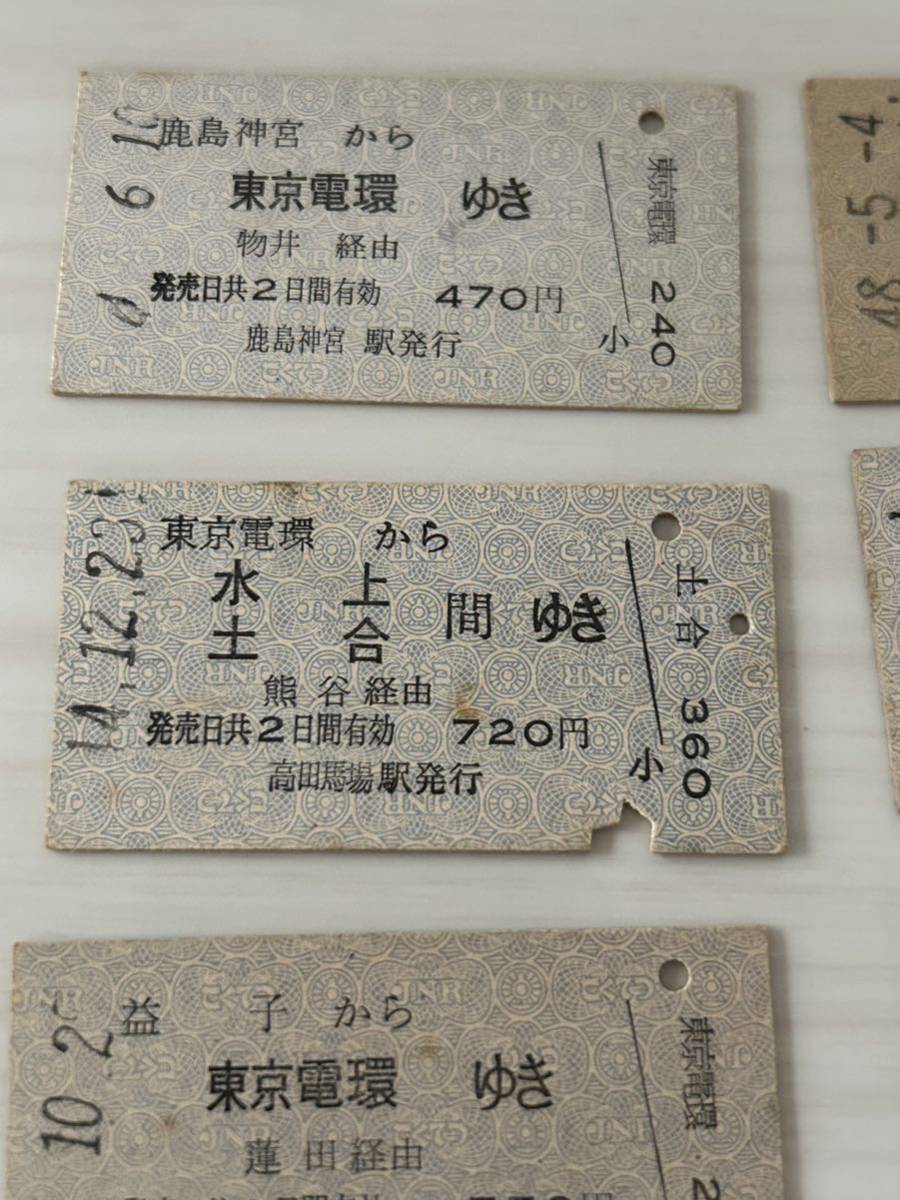 鹿島神宮 から
東京電環 ゆき
物井 経由
発売日共2日間有効 470円
鹿島神宮 駅発行
小
東京電環 240
48-5-4
14.12.23
東京電環 から
水上
土合 間 ゆき
熊谷経由
発売日共2日間有効 720円
高田馬場駅発行
小
土合 360
10.2
益子 から
東京電環 ゆき
蓮田経由
東京電環